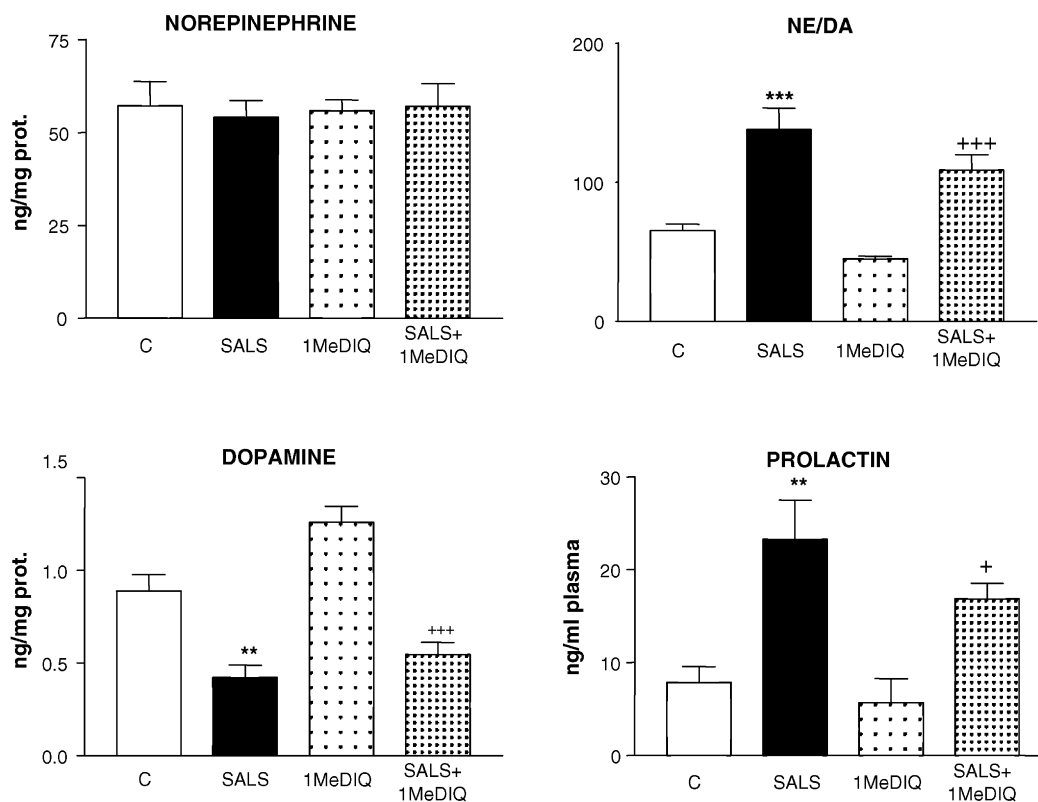 NOREPINEPHRINE
ng/mg prot.
75
50
25
0
C
SALS
1MeDIQ
SALS+
1MeDIQ
NE/DA
200
100
0
***
+++
C
SALS
1MeDIQ
SALS+
1MeDIQ
DOPAMINE
ng/mg prot.
1.5
1.0
0.5
0.0
**
+++
C
SALS
1MeDIQ
SALS+
1MeDIQ
PROLACTIN
ng/ml plasma
30
20
10
0
**
+
C
SALS
1MeDIQ
SALS+
1MeDIQ